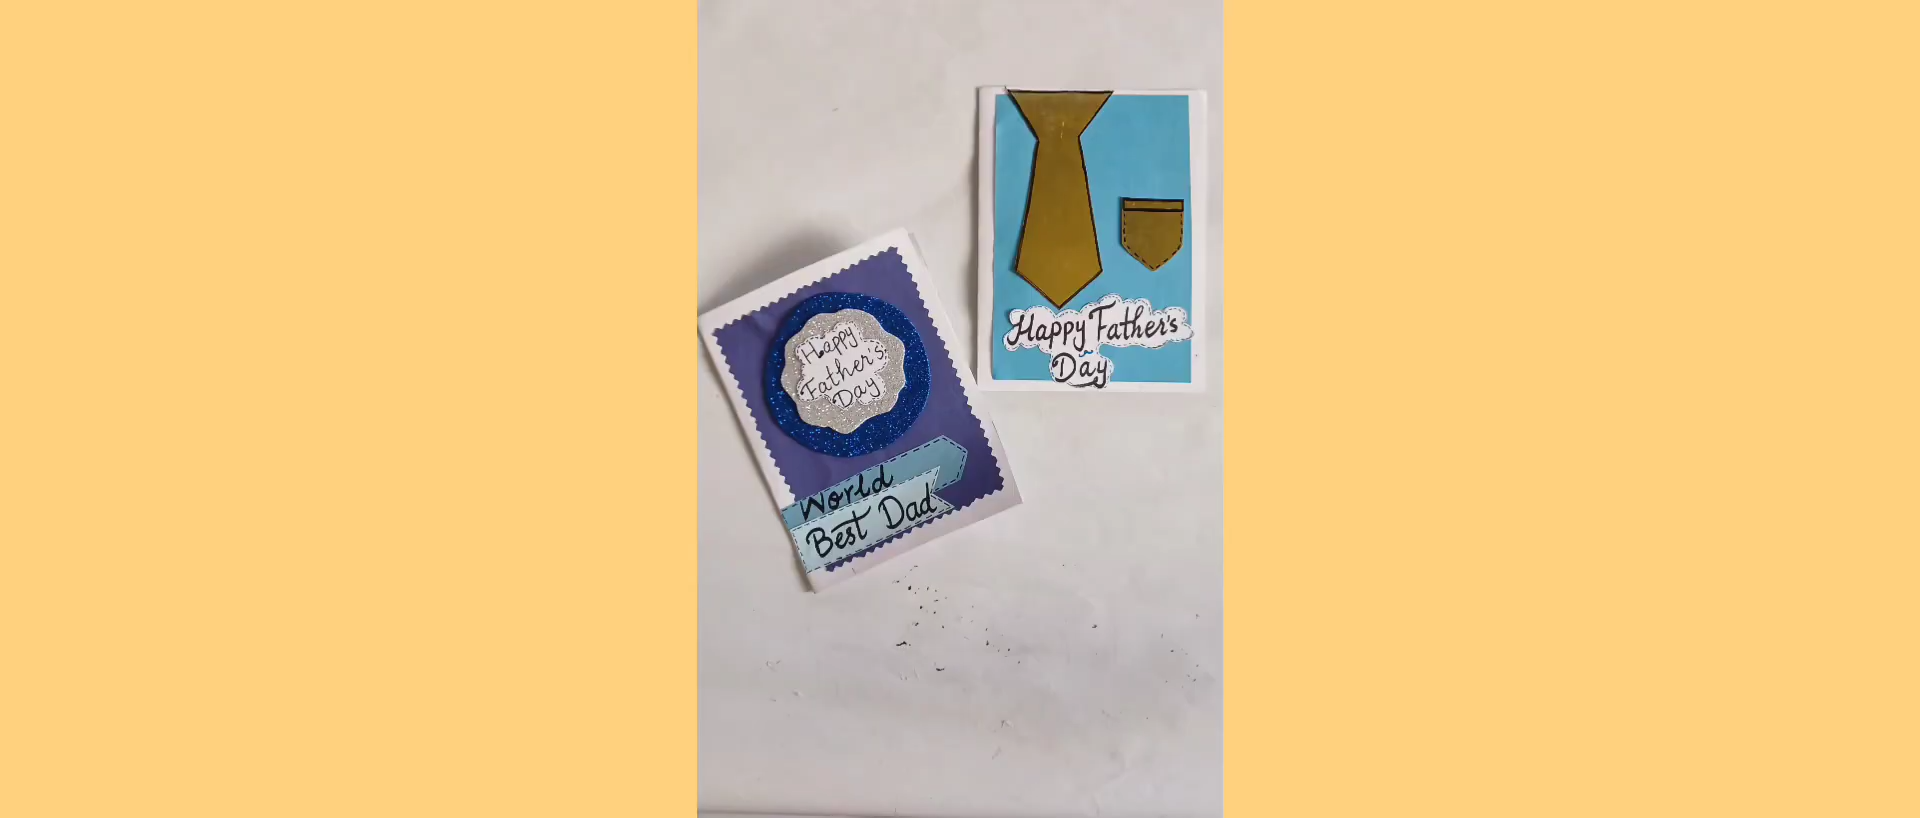 Happy Father's
Day
Happy
Father's
Day
World
Best Dad